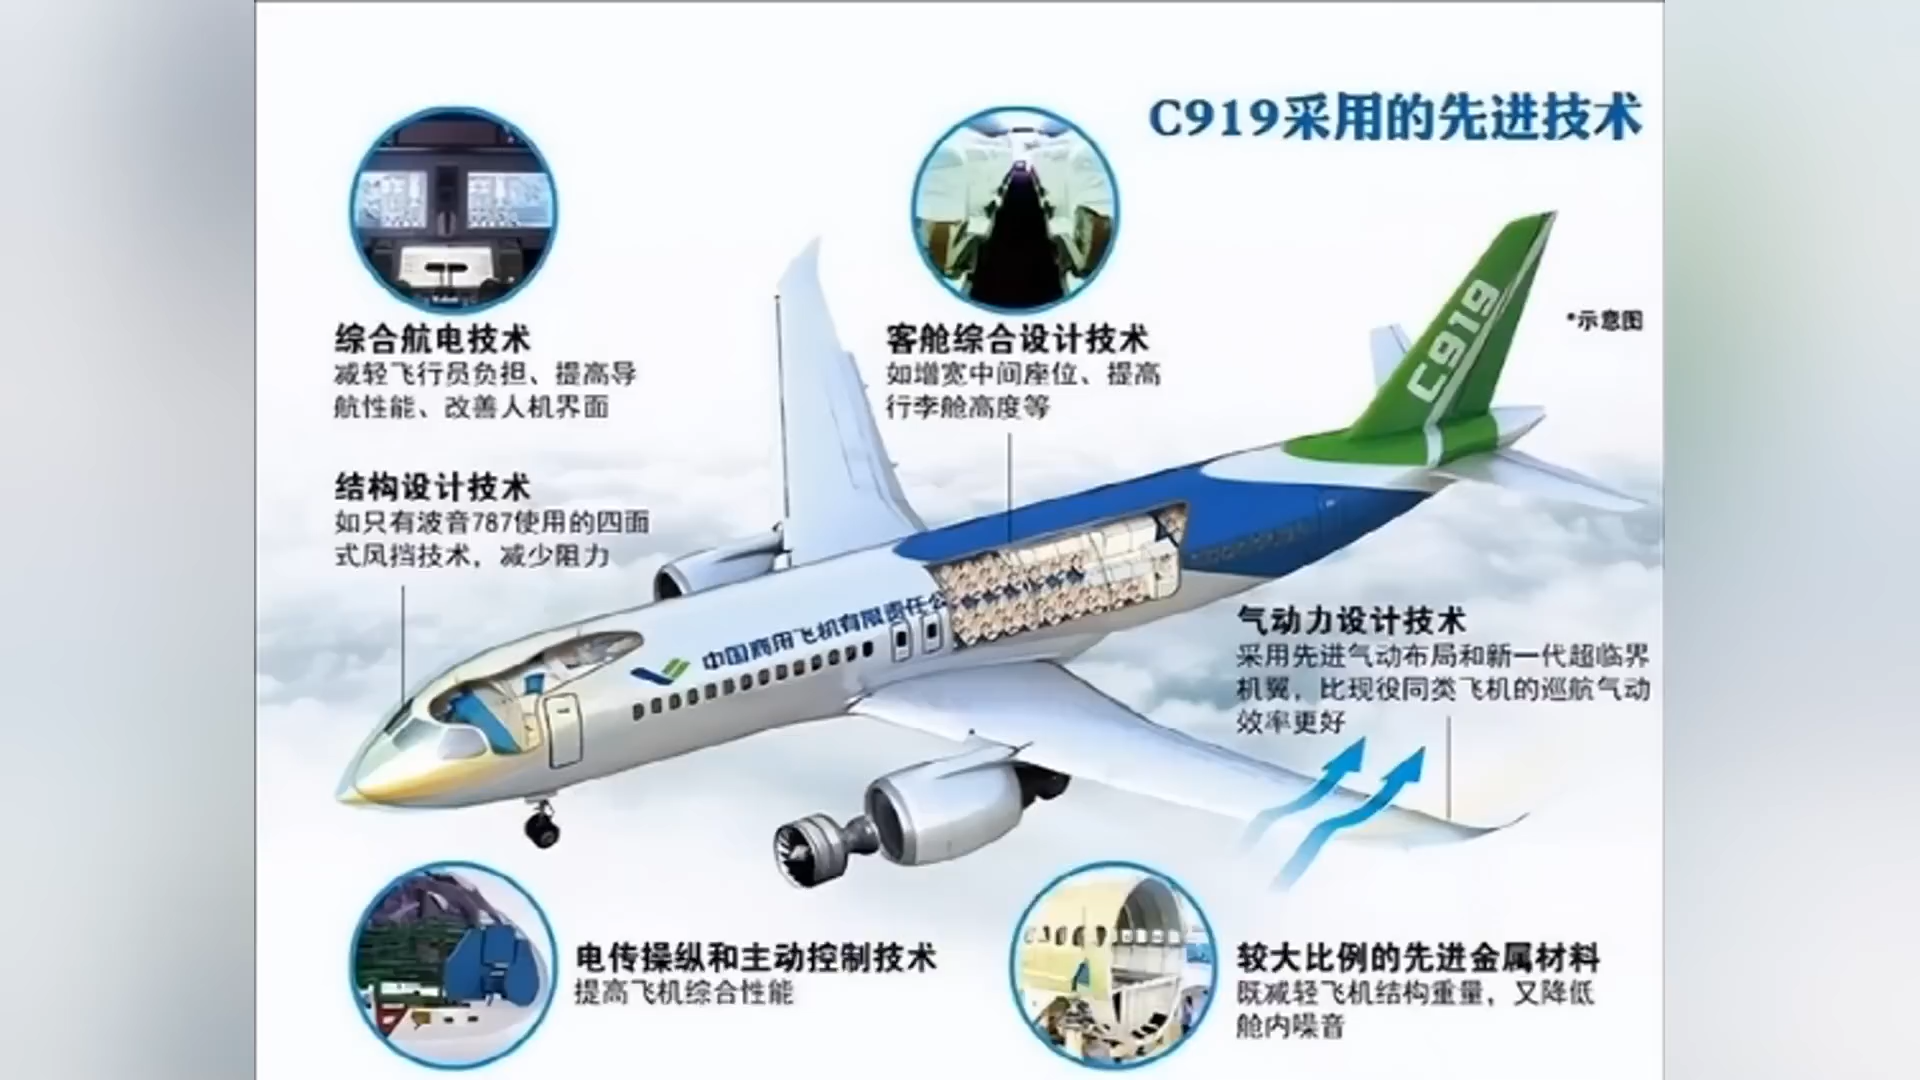 C919采用的先进技术
综合航电技术
减轻飞行员负担、提高导
航性能、改善人机界面
客舱综合设计技术
如增宽中间座位、提高
行李舱高度等
*示意图
C919
结构设计技术
如只有波音787使用的四面
式风挡技术，减少阻力
中国商用飞机有限责任公
气动力设计技术
采用先进气动布局和新一代超临界
机翼，比现役同类飞机的巡航气动
效率更好
电传操纵和主动控制技术
提高飞机综合性能
较大比例的先进金属材料
既减轻飞机结构重量，又降低
舱内噪音